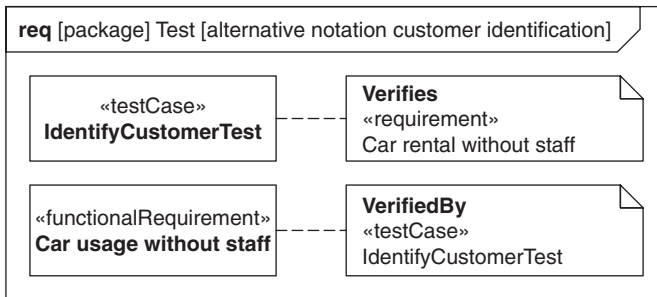 req [package] Test [alternative notation customer identification]
«testCase»
IdentifyCustomerTest
Verifies
«requirement»
Car rental without staff
«functionalRequirement»
Car usage without staff
VerifiedBy
«testCase»
IdentifyCustomerTest